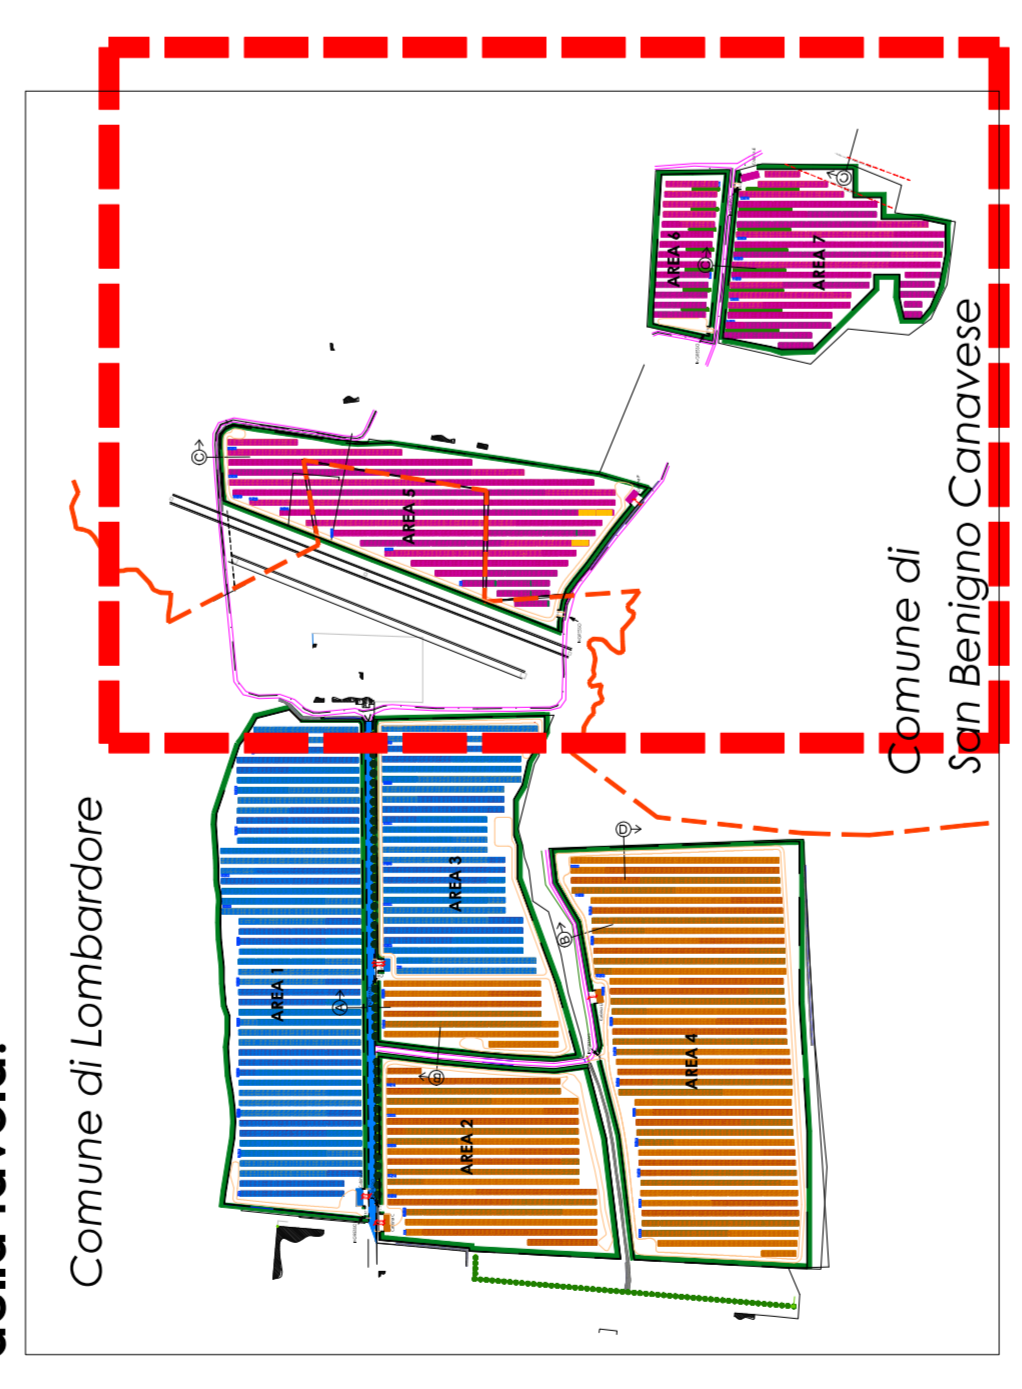 Comune di Lombardore
Comune di
San Benigno Canavese
AREA 1
AREA 2
AREA 3
AREA 4
AREA 5
AREA 6
AREA 7
A
B
B
C
C
C
D